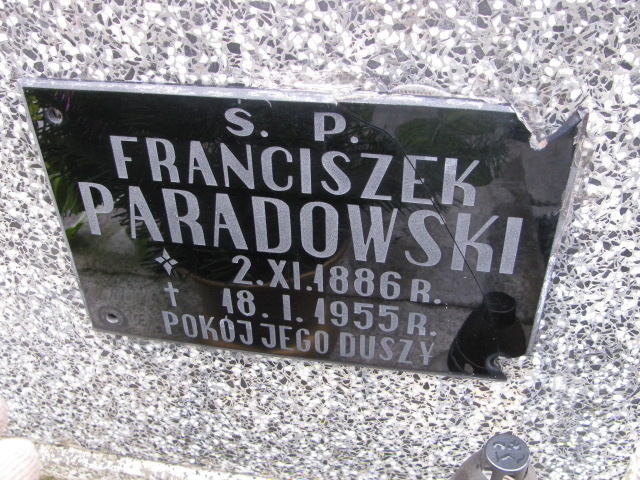 Ś. P.
FRANCISZEK
PARADOWSKI
2.XI.1886 R.
18.I.1955 R.
POKÓJ JEGO DUSZY